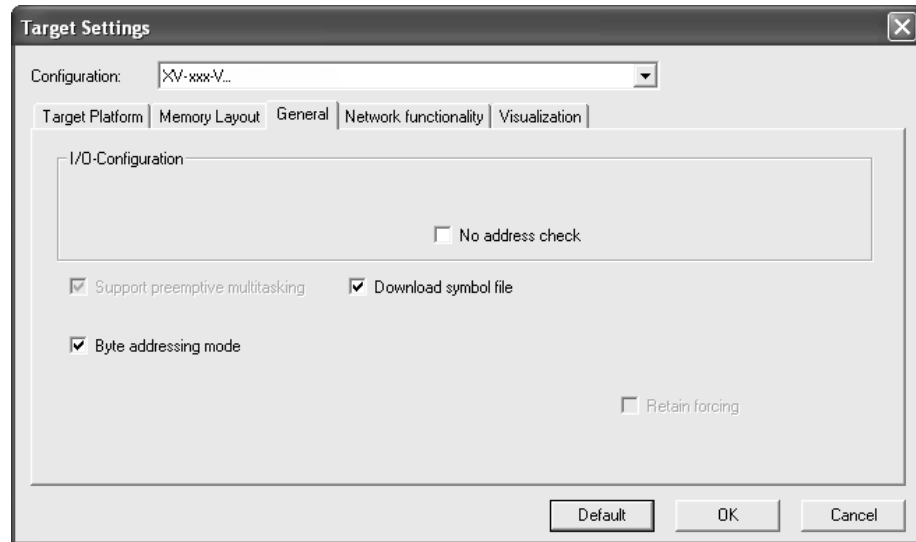 Target Settings
Configuration: XV-xxx-V...
Target Platform Memory Layout General Network functionality Visualization
I/O-Configuration
No address check
Support preemptive multitasking Download symbol file
Byte addressing mode
Retain forcing
Default OK Cancel